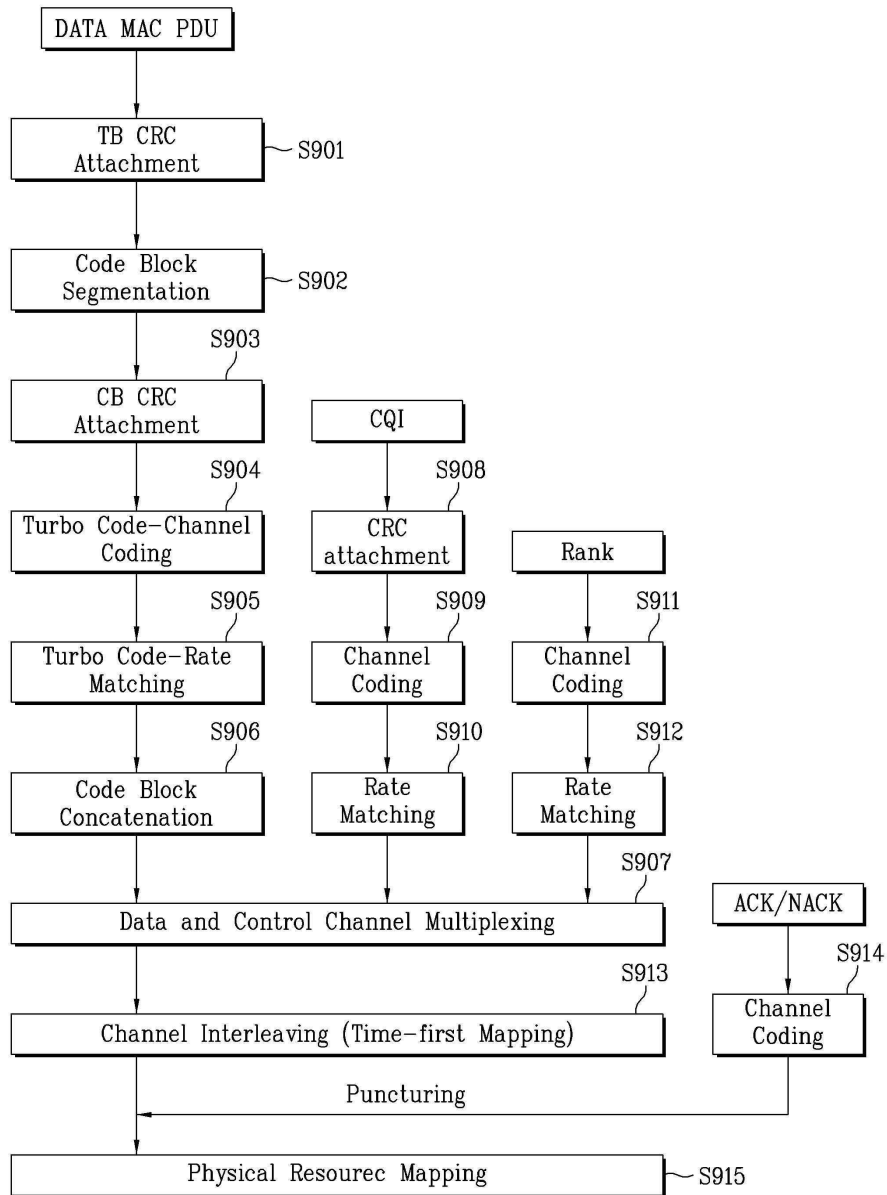 DATA MAC PDU
TB CRC
Attachment
S901
Code Block
Segmentation
S902
S903
CB CRC
Attachment
CQI
S904
S908
Turbo Code-Channel
Coding
CRC
attachment
Rank
S905
S909
S911
Turbo Code-Rate
Matching
Channel
Coding
Channel
Coding
S906
S910
S912
Code Block
Concatenation
Rate
Matching
Rate
Matching
S907
Data and Control Channel Multiplexing
ACK/NACK
S913
S914
Channel Interleaving (Time-first Mapping)
Channel
Coding
Puncturing
Physical Resourec Mapping
S915